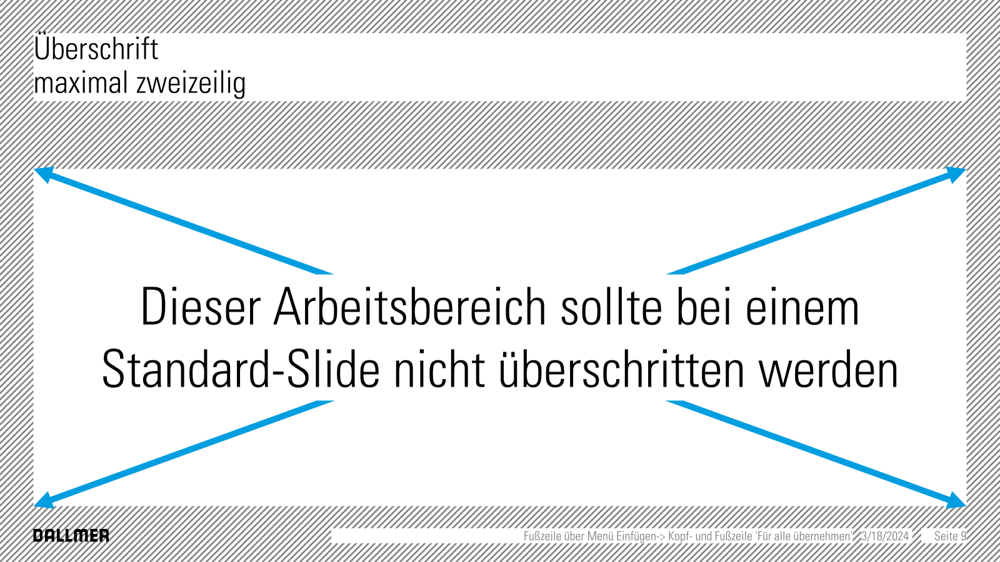 Überschrift
maximal zweizeilig
Dieser Arbeitsbereich sollte bei einem
Standard-Slide nicht überschritten werden
DALLMER
Fußzeile über Menü Einfügen-> Kopf- und Fußzeile 'Für alle übernehmen' 3/18/2024 Seite 9